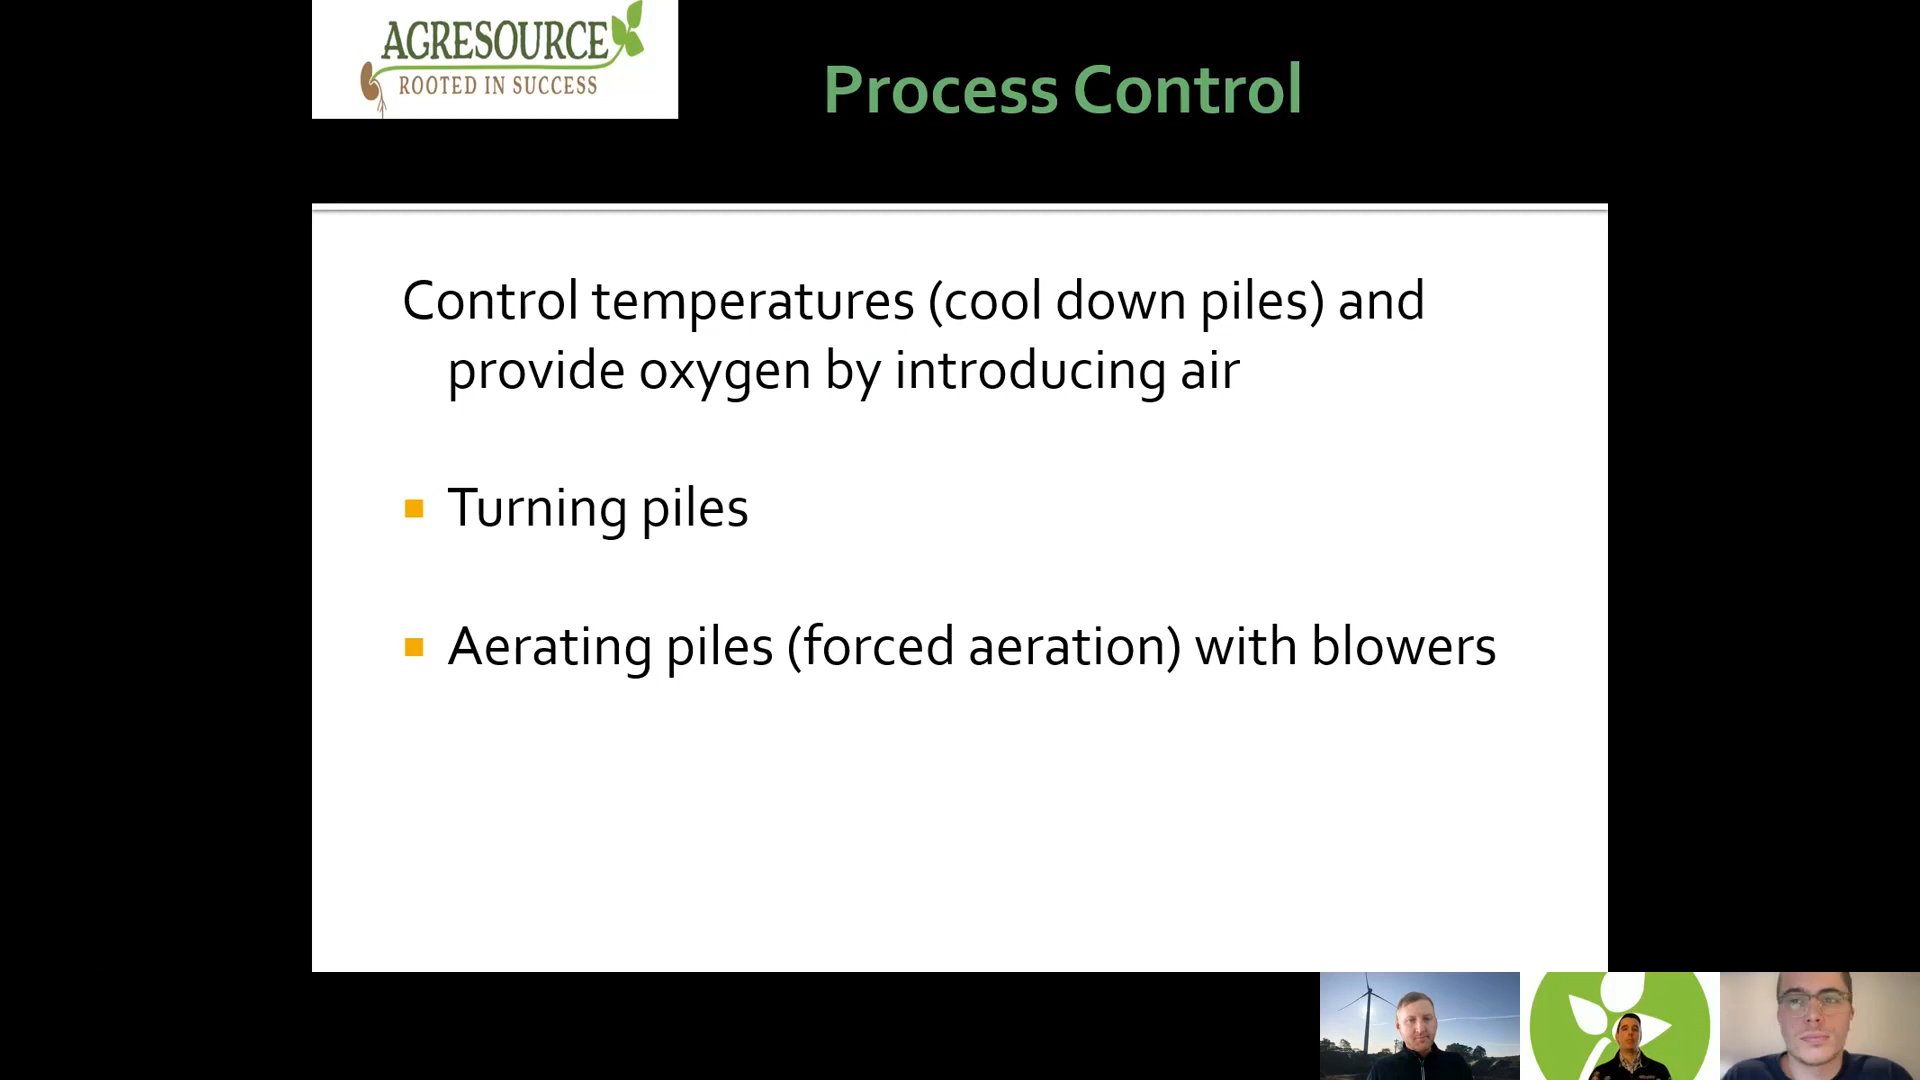 AGRESOURCE
ROOTED IN SUCCESS
Process Control
Control temperatures (cool down piles) and
provide oxygen by introducing air
Turning piles
Aerating piles (forced aeration) with blowers